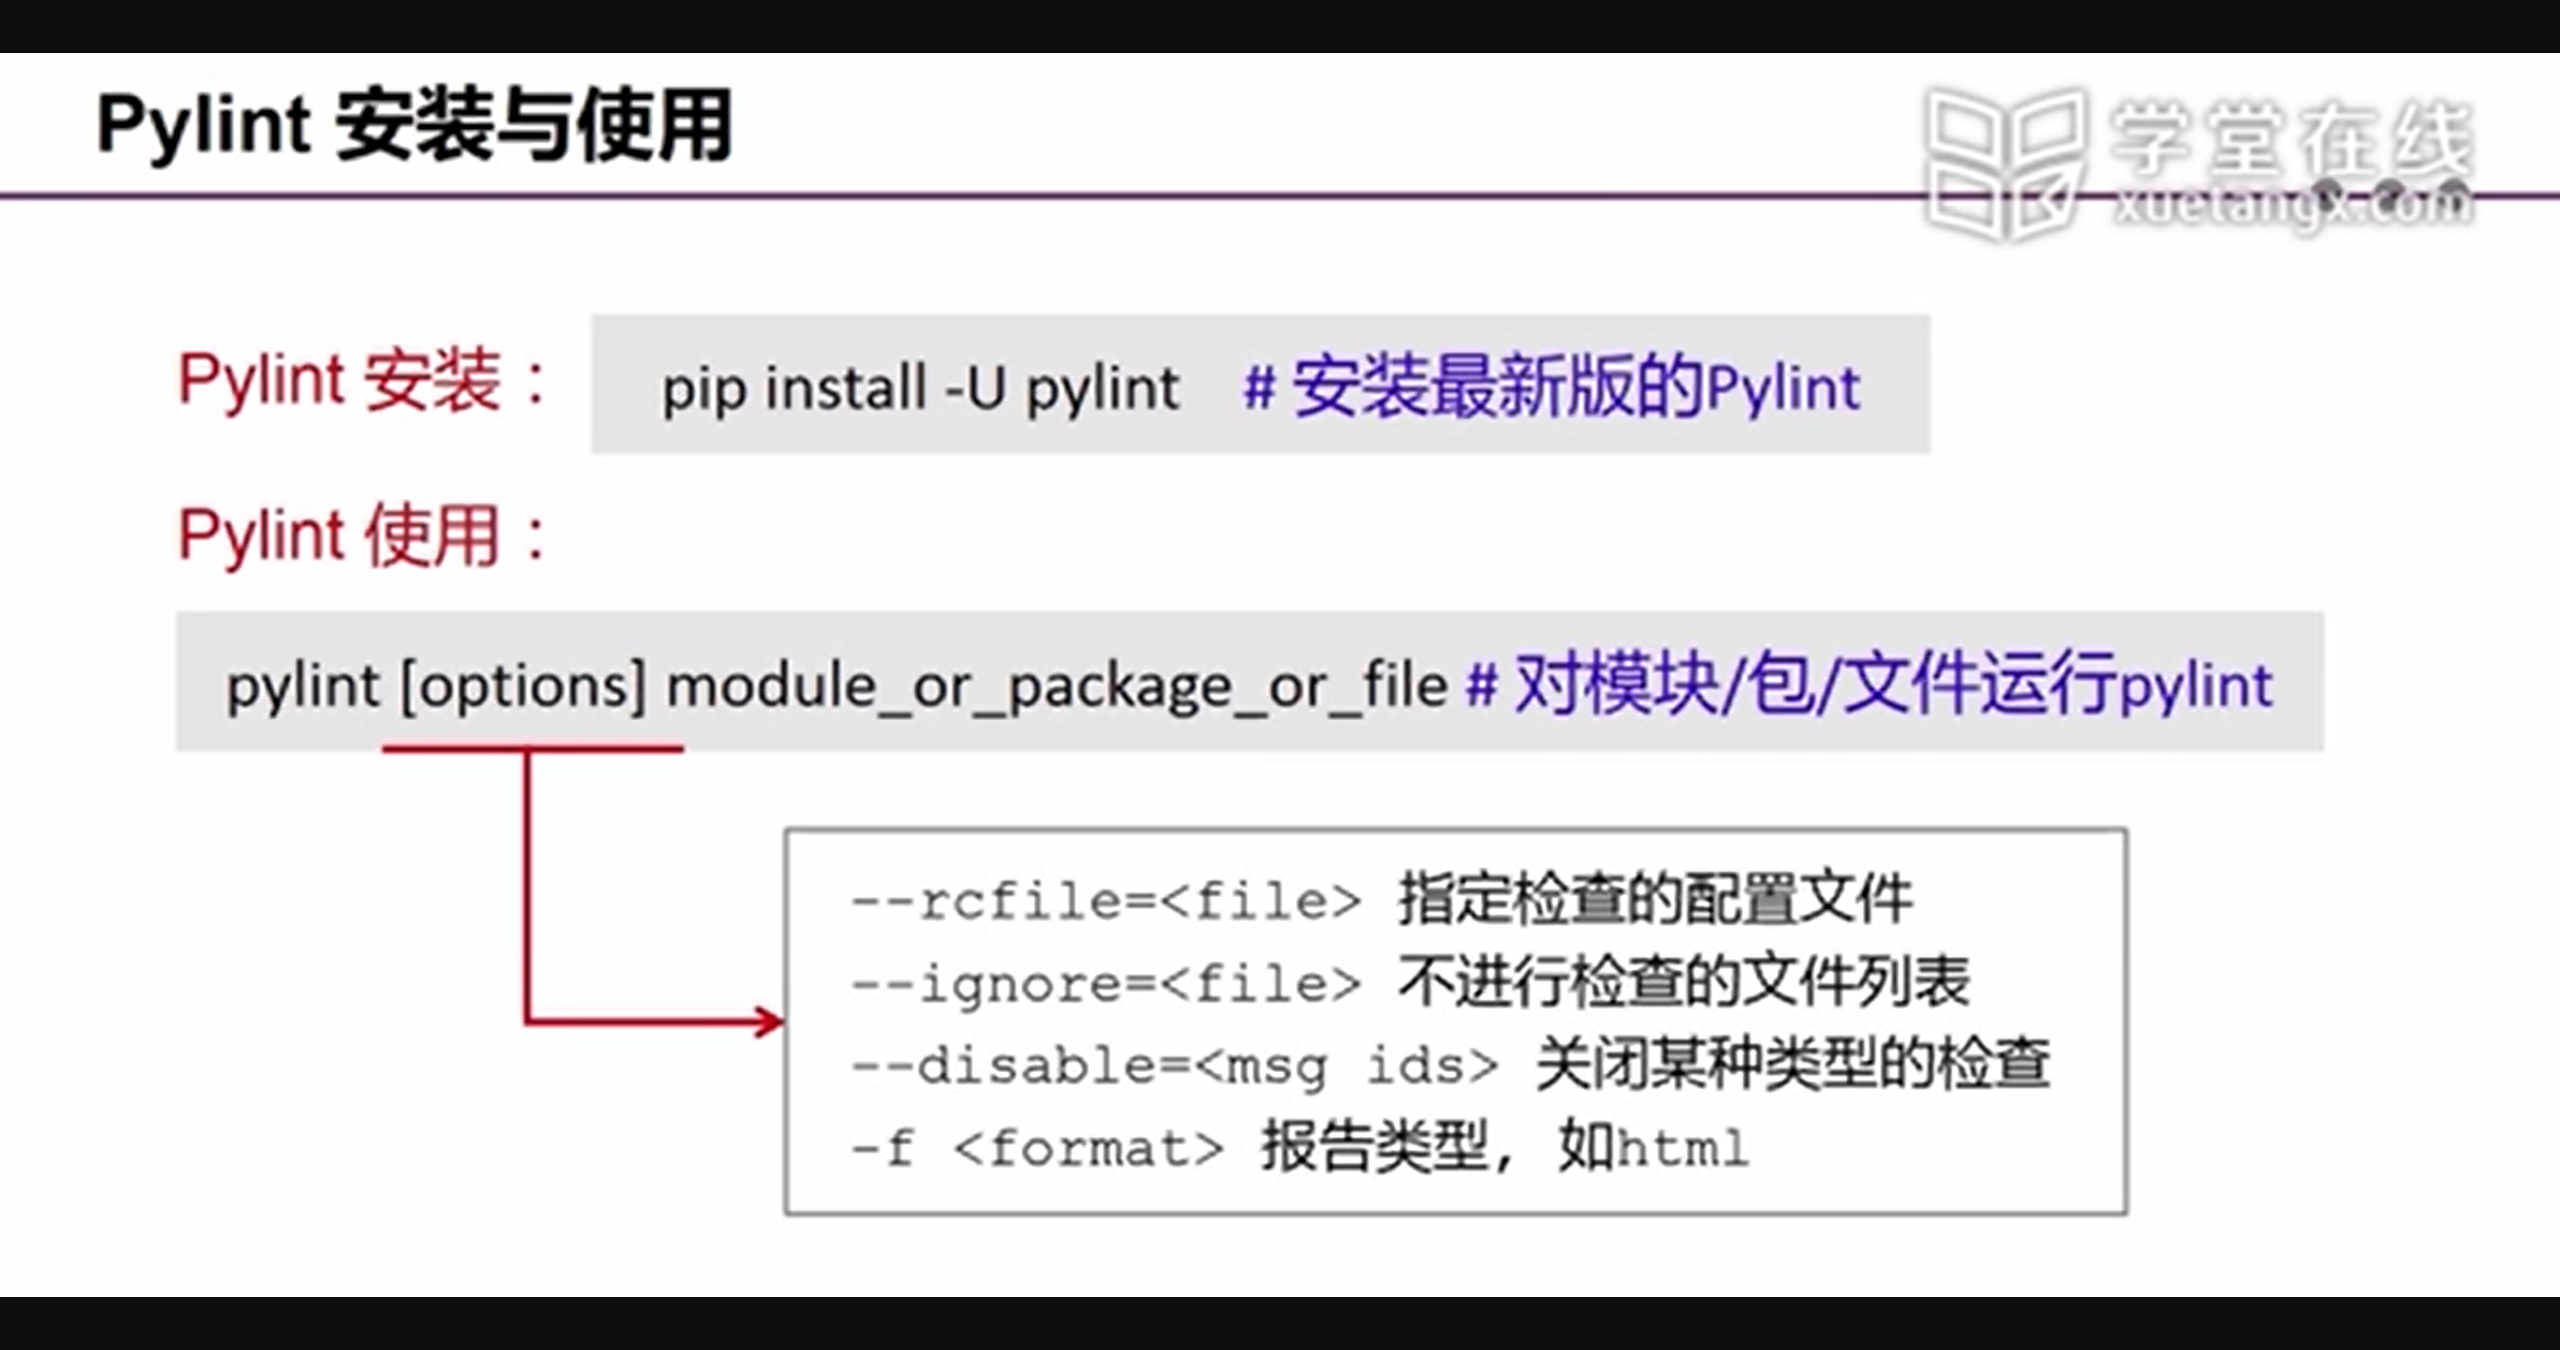 Pylint 安装与使用
学堂在线
xuetangx.com
Pylint 安装：
pip install -U pylint # 安装最新版的Pylint
Pylint 使用：
pylint [options] module_or_package_or_file # 对模块/包/文件运行pylint
--rcfile=<file> 指定检查的配置文件
--ignore=<file> 不进行检查的文件列表
--disable=<msg ids> 关闭某种类型的检查
-f <format> 报告类型，如html